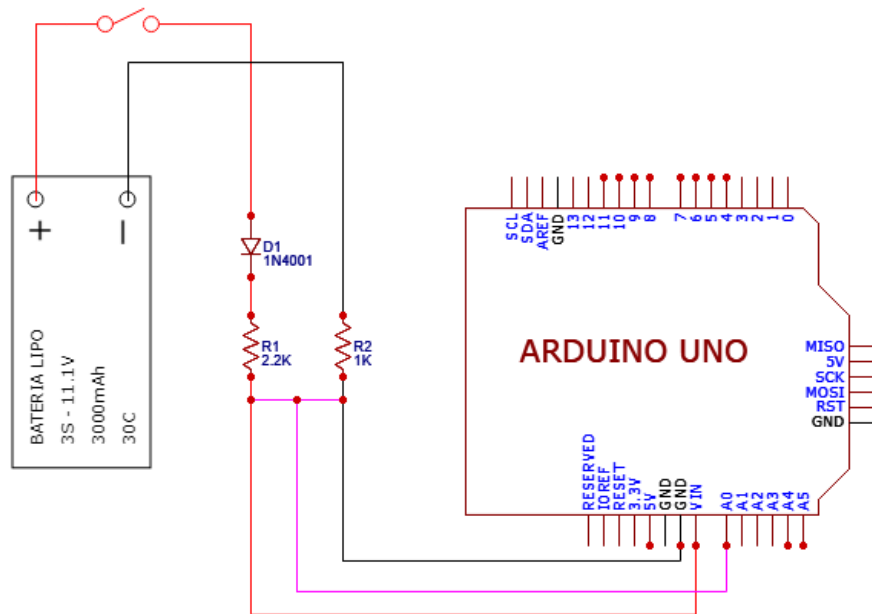 +
−
BATERIA LIPO
3S - 11.1V
3000mAh
30C
D1
1N4001
R1
2.2K
R2
1K
SCL
SDA
AREF
GND
13
12
11
10
9
8
7
6
5
4
3
2
1
0
ARDUINO UNO
MISO
5V
SCK
MOSI
RST
GND
RESERVED
IOREF
RESET
3.3V
5V
GND
GND
VIN
A0
A1
A2
A3
A4
A5